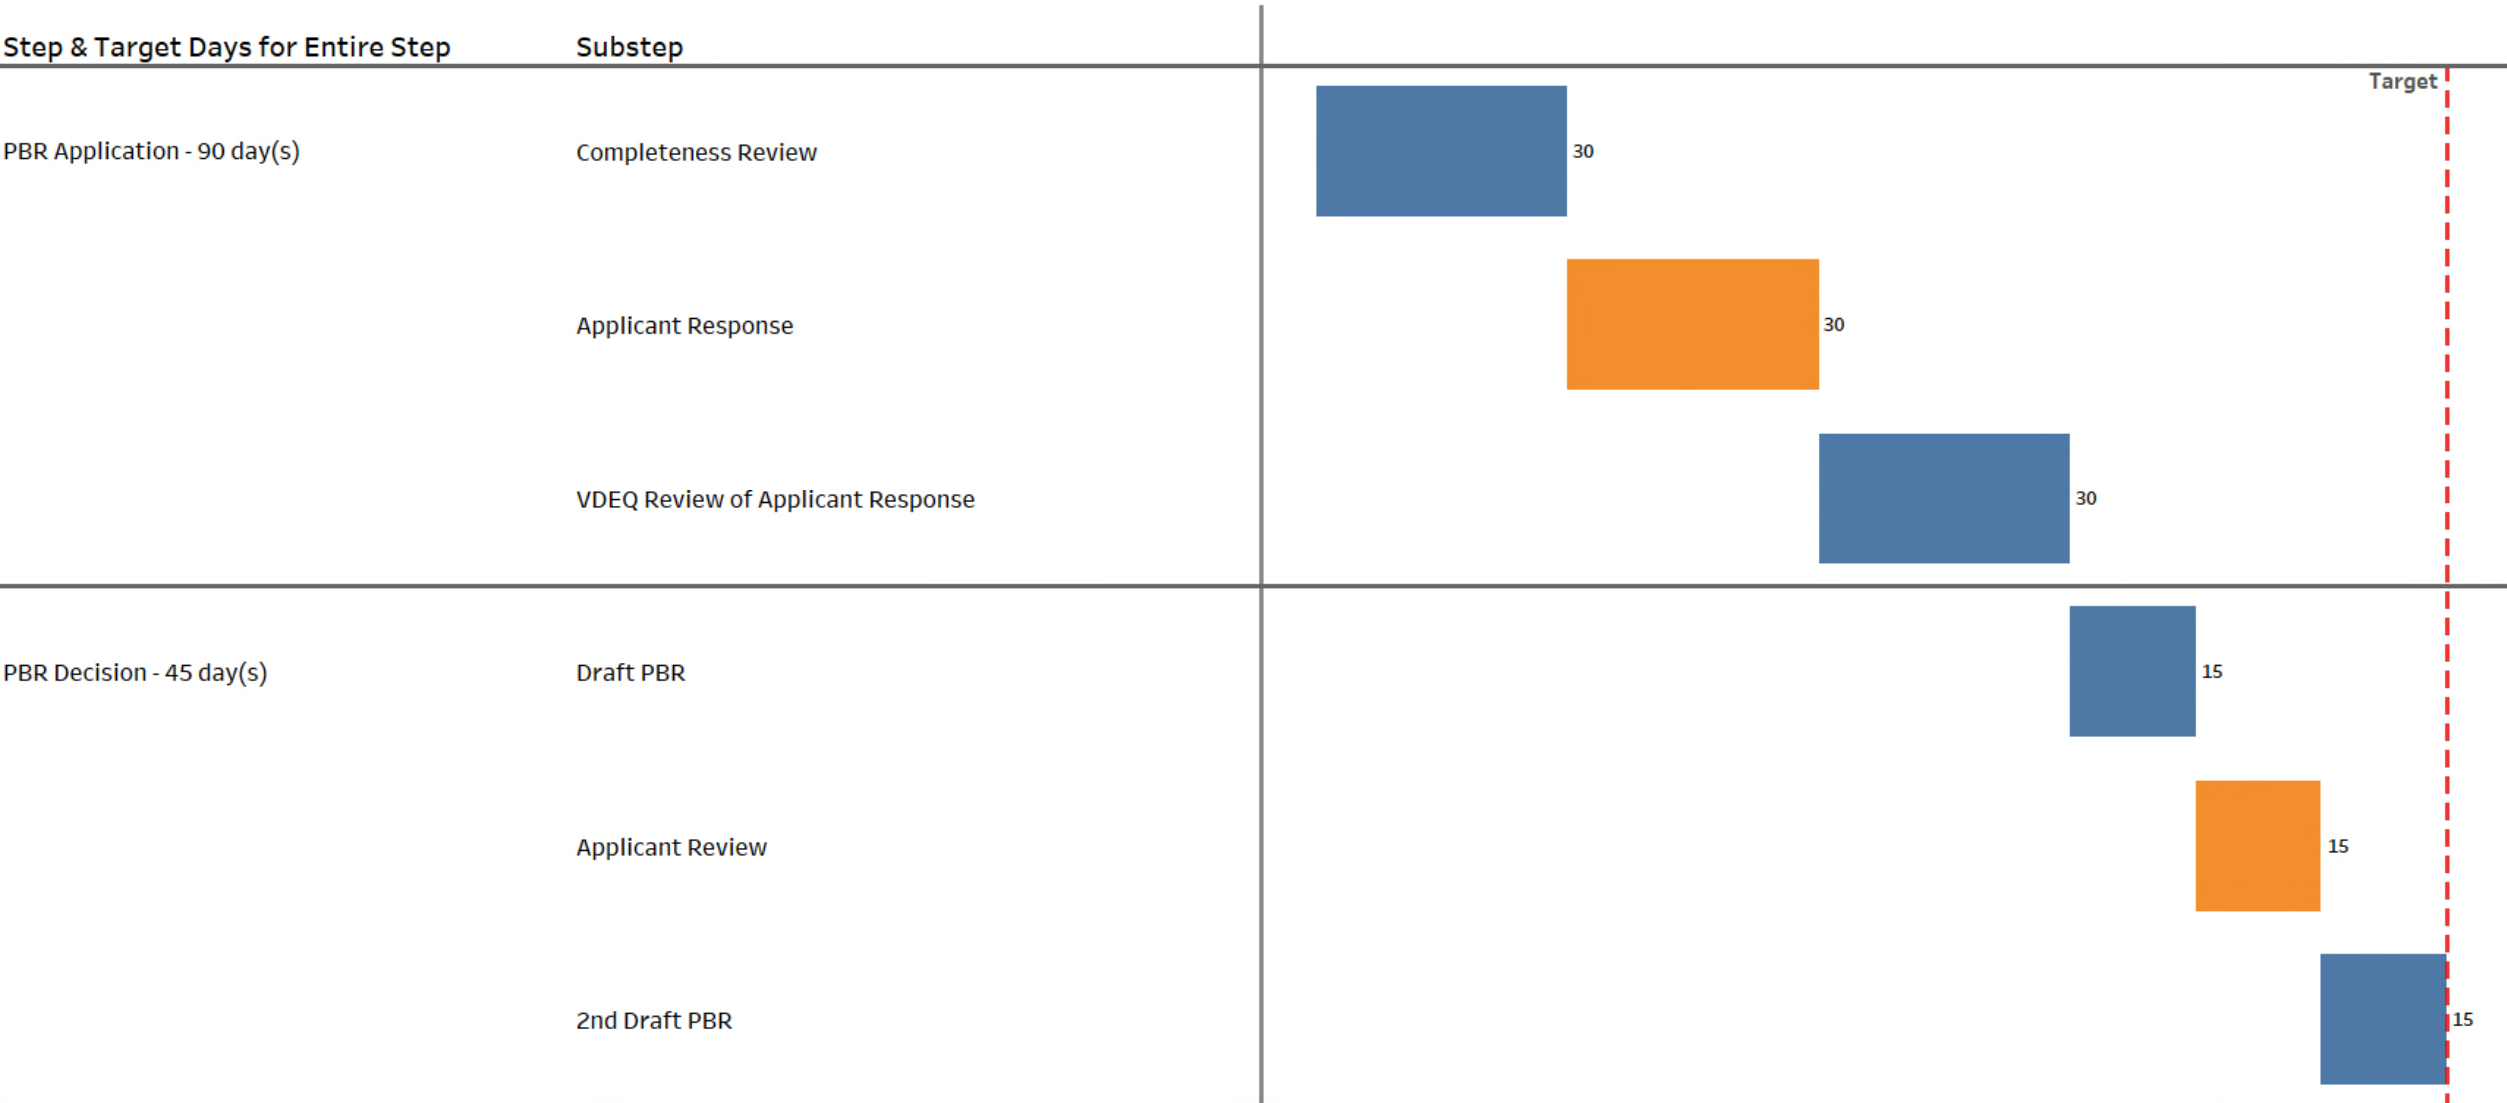 Step & Target Days for Entire Step
Substep
Target
PBR Application - 90 day(s)
Completeness Review
30
Applicant Response
30
VDEQ Review of Applicant Response
30
PBR Decision - 45 day(s)
Draft PBR
15
Applicant Review
15
2nd Draft PBR
15